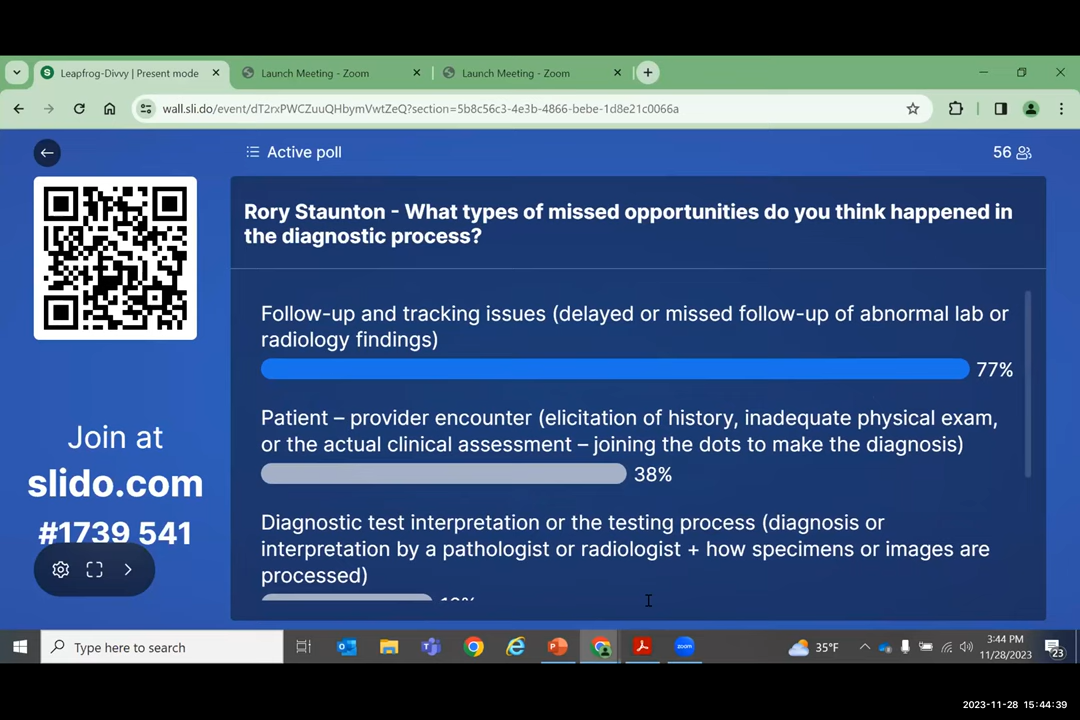 Leapfrog-Divvy | Present mode
Launch Meeting - Zoom
Launch Meeting - Zoom
wall.sli.do/event/dT2rxPWCZuuQHbymVwtZeQ?section=5b8c56c3-4e3b-4866-bebe-1d8e21c0066a
Active poll
56
Rory Staunton - What types of missed opportunities do you think happened in
the diagnostic process?
Follow-up and tracking issues (delayed or missed follow-up of abnormal lab or
radiology findings)
77%
Patient – provider encounter (elicitation of history, inadequate physical exam,
or the actual clinical assessment – joining the dots to make the diagnosis)
38%
Diagnostic test interpretation or the testing process (diagnosis or
interpretation by a pathologist or radiologist + how specimens or images are
processed)
Join at
slido.com
#1739 541
Type here to search
zoom
35°F
3:44 PM
11/28/2023
23
2023-11-28 15:44:39